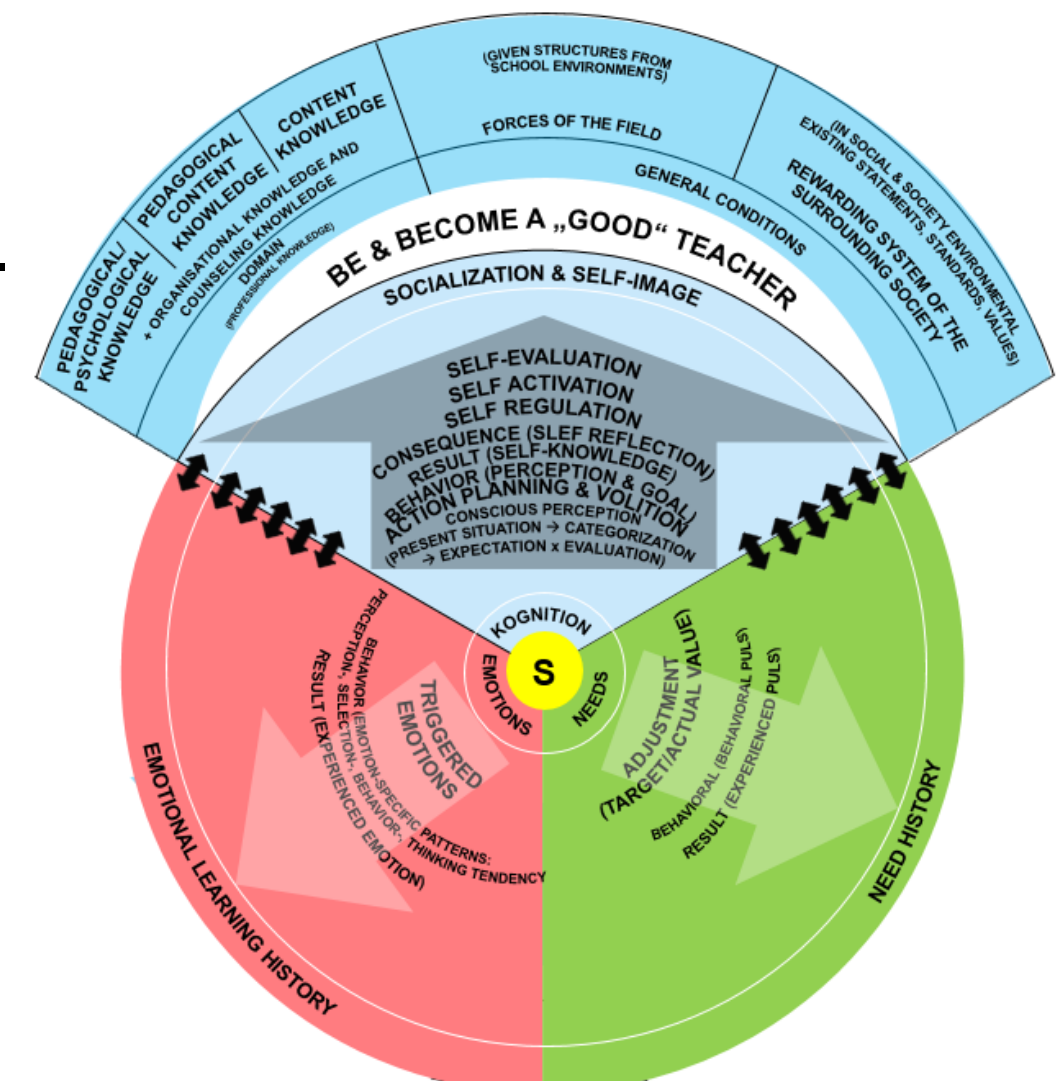 (GIVEN STRUCTURES FROM
SCHOOL ENVIRONMENTS)
FORCES OF THE FIELD
CONTENT
KNOWLEDGE
PEDAGOGICAL
CONTENT
KNOWLEDGE
PEDAGOGICAL/
PSYCHOLOGICAL
KNOWLEDGE
+ ORGANISATIONAL KNOWLEDGE AND
COUNSELING KNOWLEDGE
DOMAIN
(PROFESSIONAL KNOWLEDGE)
GENERAL CONDITIONS
(IN SOCIAL & SOCIETY ENVIRONMENTAL
EXISTING STATEMENTS, STANDARDS, VALUES)
REWARDING SYSTEM OF THE
SURROUNDING SOCIETY
BE & BECOME A „GOOD“ TEACHER
SOCIALIZATION & SELF-IMAGE
SELF-EVALUATION
SELF ACTIVATION
SELF REGULATION
CONSEQUENCE (SLEF REFLECTION)
RESULT (SELF-KNOWLEDGE)
BEHAVIOR (PERCEPTION & GOAL)
ACTION PLANNING & VOLITION
CONSCIOUS PERCEPTION
(PRESENT SITUATION → CATEGORIZATION
→ EXPECTATION x EVALUATION)
KOGNITION
S
EMOTIONS
NEEDS
TRIGGERED
EMOTIONS
BEHAVIOR (EMOTION-SPECIFIC PATTERNS:
PERCEPTION-, SELECTION-, BEHAVIOR-, THINKING TENDENCY
RESULT (EXPERIENCED EMOTION)
EMOTIONAL LEARNING HISTORY
ADJUSTMENT
(TARGET/ACTUAL VALUE)
BEHAVIORAL (BEHAVIORAL PULS)
RESULT (EXPERIENCED PULS)
NEED HISTORY